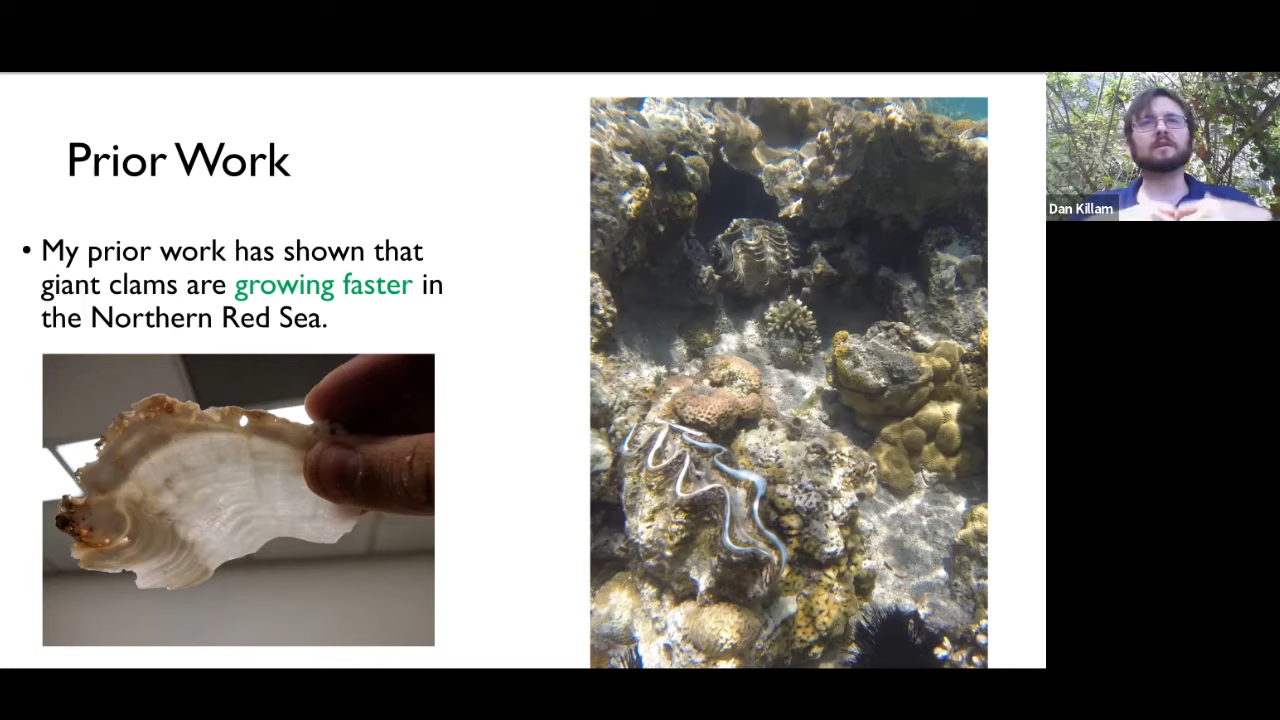 Prior Work
• My prior work has shown that
giant clams are growing faster in
the Northern Red Sea.
Dan Killam